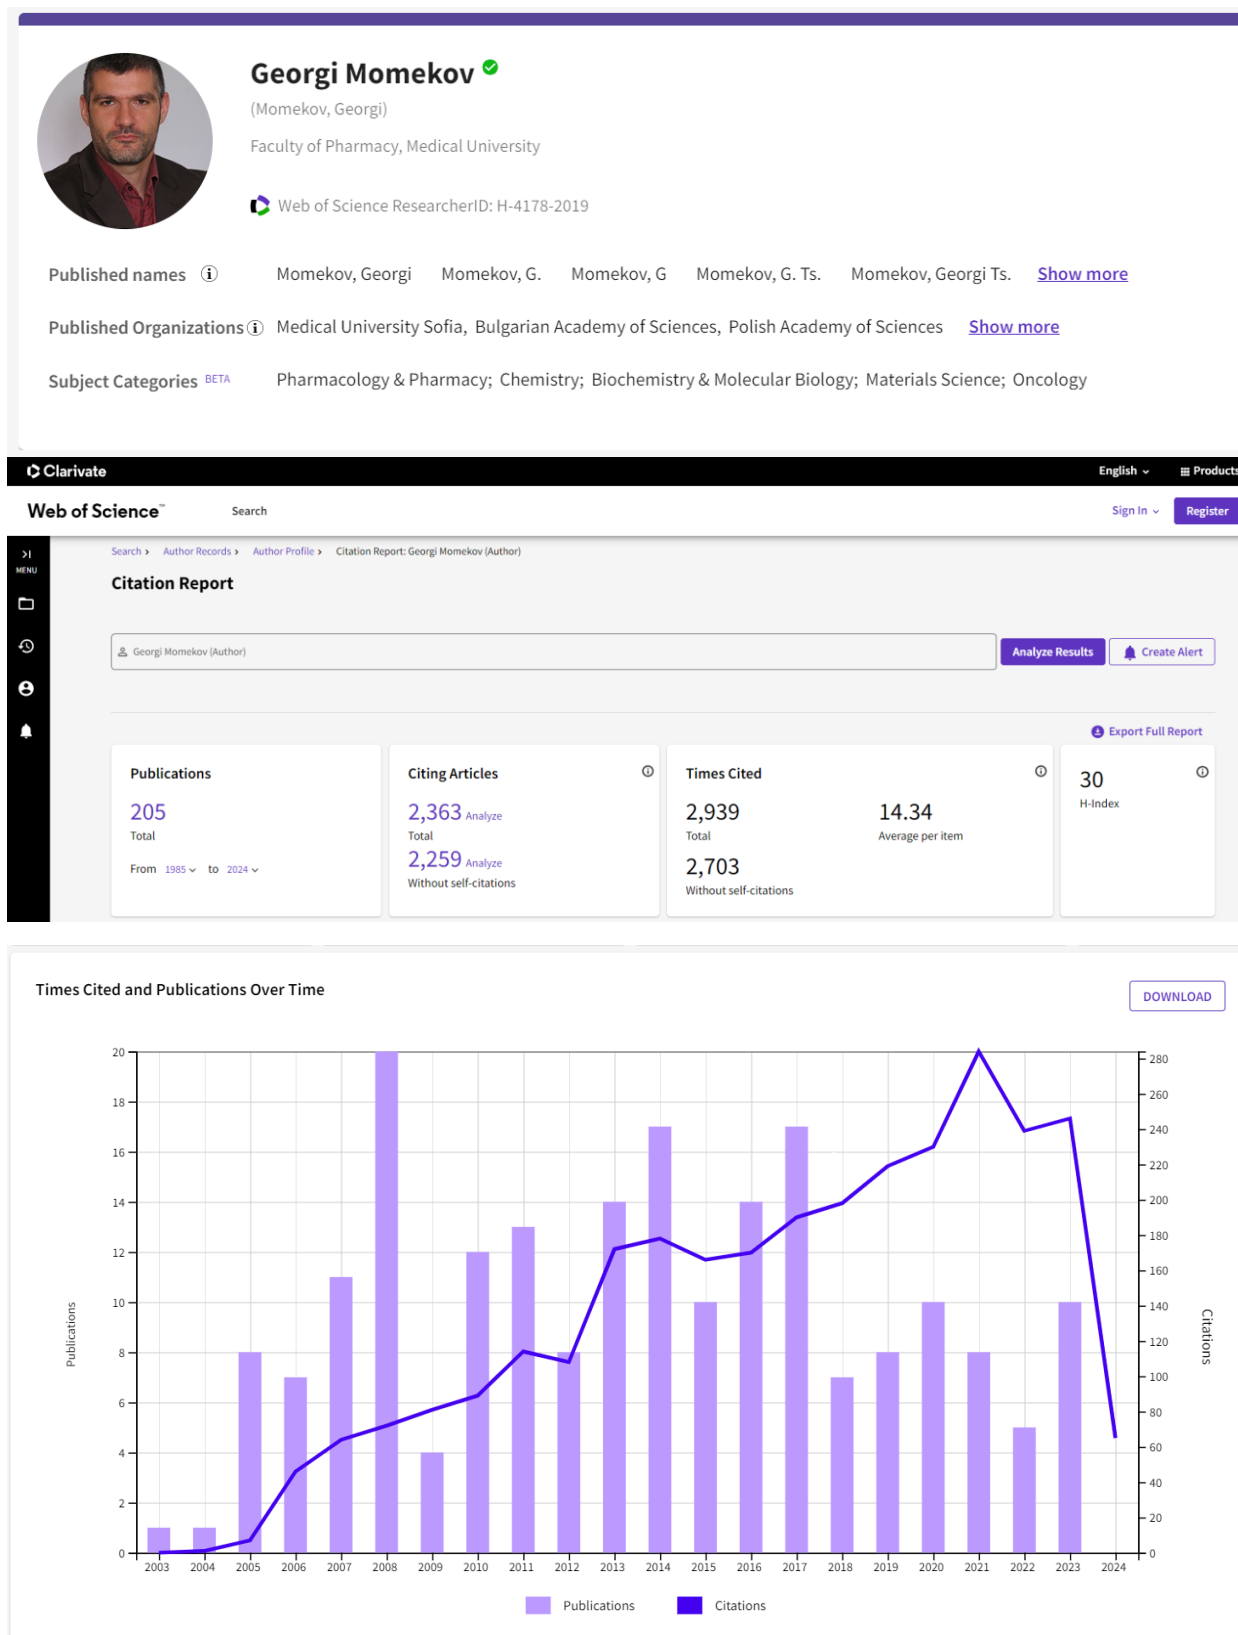 Georgi Momekov
(Momekov, Georgi)
Faculty of Pharmacy, Medical University
Web of Science ResearcherID: H-4178-2019
Published names Momekov, Georgi Momekov, G. Momekov, G Momekov, G. Ts. Momekov, Georgi Ts. Show more
Published Organizations Medical University Sofia, Bulgarian Academy of Sciences, Polish Academy of Sciences Show more
Subject Categories BETA Pharmacology & Pharmacy; Chemistry; Biochemistry & Molecular Biology; Materials Science; Oncology
Clarivate English Products
Web of Science™ Search Sign In Register
MENU
Search > Author Records > Author Profile > Citation Report: Georgi Momekov (Author)
Citation Report
Georgi Momekov (Author) Analyze Results Create Alert
Export Full Report
Publications Citing Articles Times Cited 30
205 2,363 Analyze 2,939 14.34 H-Index
Total Total Total Average per item
From 1985 to 2024 2,259 Analyze 2,703
Without self-citations Without self-citations
Times Cited and Publications Over Time
DOWNLOAD
20 280
18 260
16 240
14 220
12 200
10 180
8 160
6 140
4 120
2 100
0 80
60
40
20
0
Publications
Citations
2003 2004 2005 2006 2007 2008 2009 2010 2011 2012 2013 2014 2015 2016 2017 2018 2019 2020 2021 2022 2023 2024
Publications Citations